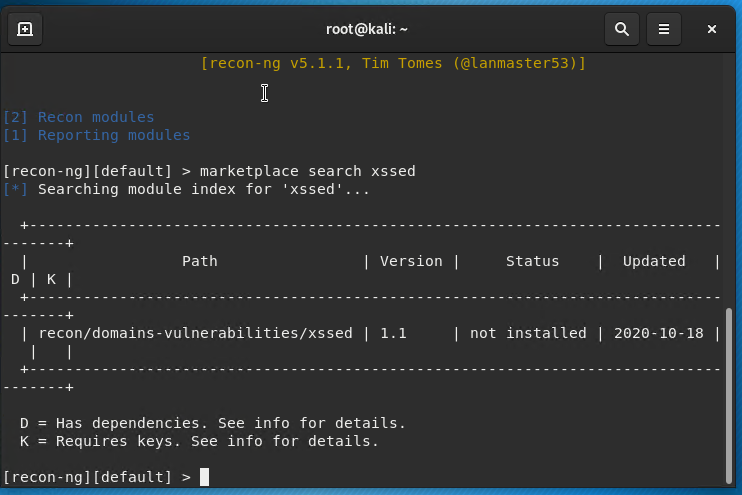 root@kali: ~
[recon-ng v5.1.1, Tim Tomes (@lanmaster53)]
[2] Recon modules
[1] Reporting modules
[recon-ng][default] > marketplace search xssed
[*] Searching module index for 'xssed'...
+-----------------------------------------------------------------------------
-------+
| Path | Version | Status | Updated |
D | K |
+-----------------------------------------------------------------------------
-------+
| recon/domains-vulnerabilities/xssed | 1.1 | not installed | 2020-10-18 |
| |
+-----------------------------------------------------------------------------
-------+
D = Has dependencies. See info for details.
K = Requires keys. See info for details.
[recon-ng][default] >